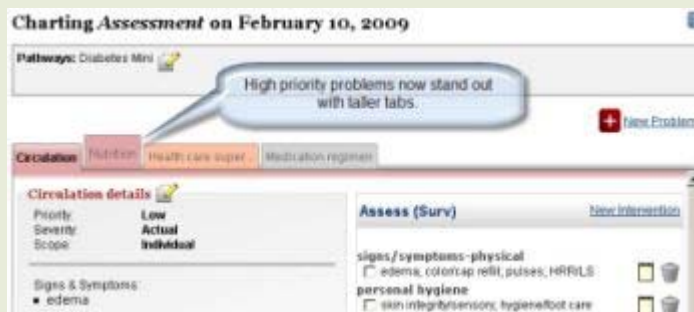 Charting Assessment on February 10, 2009
Pathways: Diabetes Mini
High priority problems now stand out
with taller tabs.
New Problem
Circulation
Nutrition
Health care super...
Medication regimen
Circulation details
Priority: Low
Severity: Actual
Scope: Individual
Signs & Symptoms:
edema
Assess (Surv)
New Intervention
signs/symptoms-physical
edema, color/cap refill, pulses, HRR/LS
personal hygiene
skin integrity/sensory, hygiene/foot care